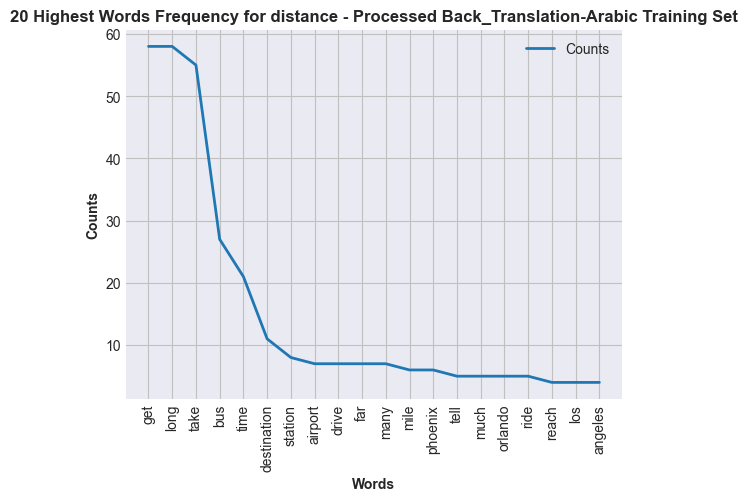 20 Highest Words Frequency for distance - Processed Back_Translation-Arabic Training Set
Counts
60
50
40
30
20
10
Counts
get
long
take
bus
time
destination
station
airport
drive
far
many
mile
phoenix
tell
much
orlando
ride
reach
los
angeles
Words